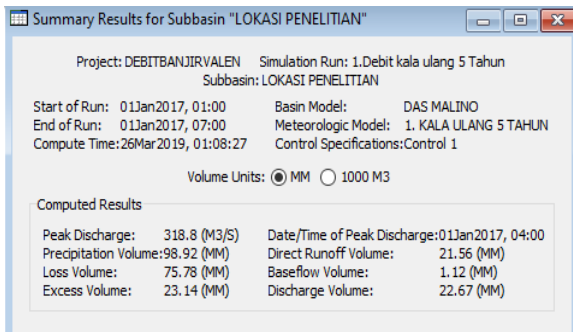 Summary Results for Subbasin "LOKASI PENELITIAN"
Project: DEBITBANJIRVALEN Simulation Run: 1.Debit kala ulang 5 Tahun
Subbasin: LOKASI PENELITIAN
Start of Run: 01Jan2017, 01:00 Basin Model: DAS MALINO
End of Run: 01Jan2017, 07:00 Meteorologic Model: 1. KALA ULANG 5 TAHUN
Compute Time:26Mar2019, 01:08:27 Control Specifications:Control 1
Volume Units: MM 1000 M3
Computed Results
Peak Discharge: 318.8 (M3/S) Date/Time of Peak Discharge:01Jan2017, 04:00
Precipitation Volume:98.92 (MM) Direct Runoff Volume: 21.56 (MM)
Loss Volume: 75.78 (MM) Baseflow Volume: 1.12 (MM)
Excess Volume: 23.14 (MM) Discharge Volume: 22.67 (MM)